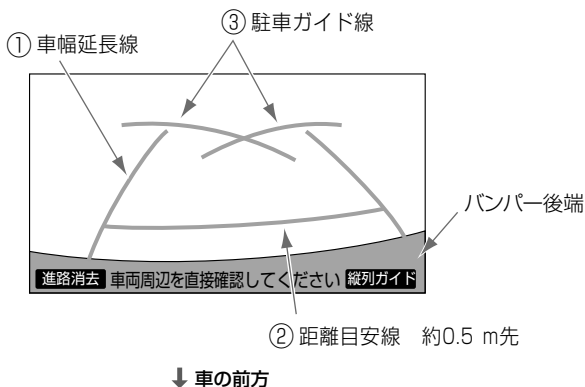 ③ 駐車ガイド線
① 車幅延長線
バンパー後端
進路消去 車両周辺を直接確認してください 縦列ガイド
② 距離目安線 約0.5 m先
↓ 車の前方